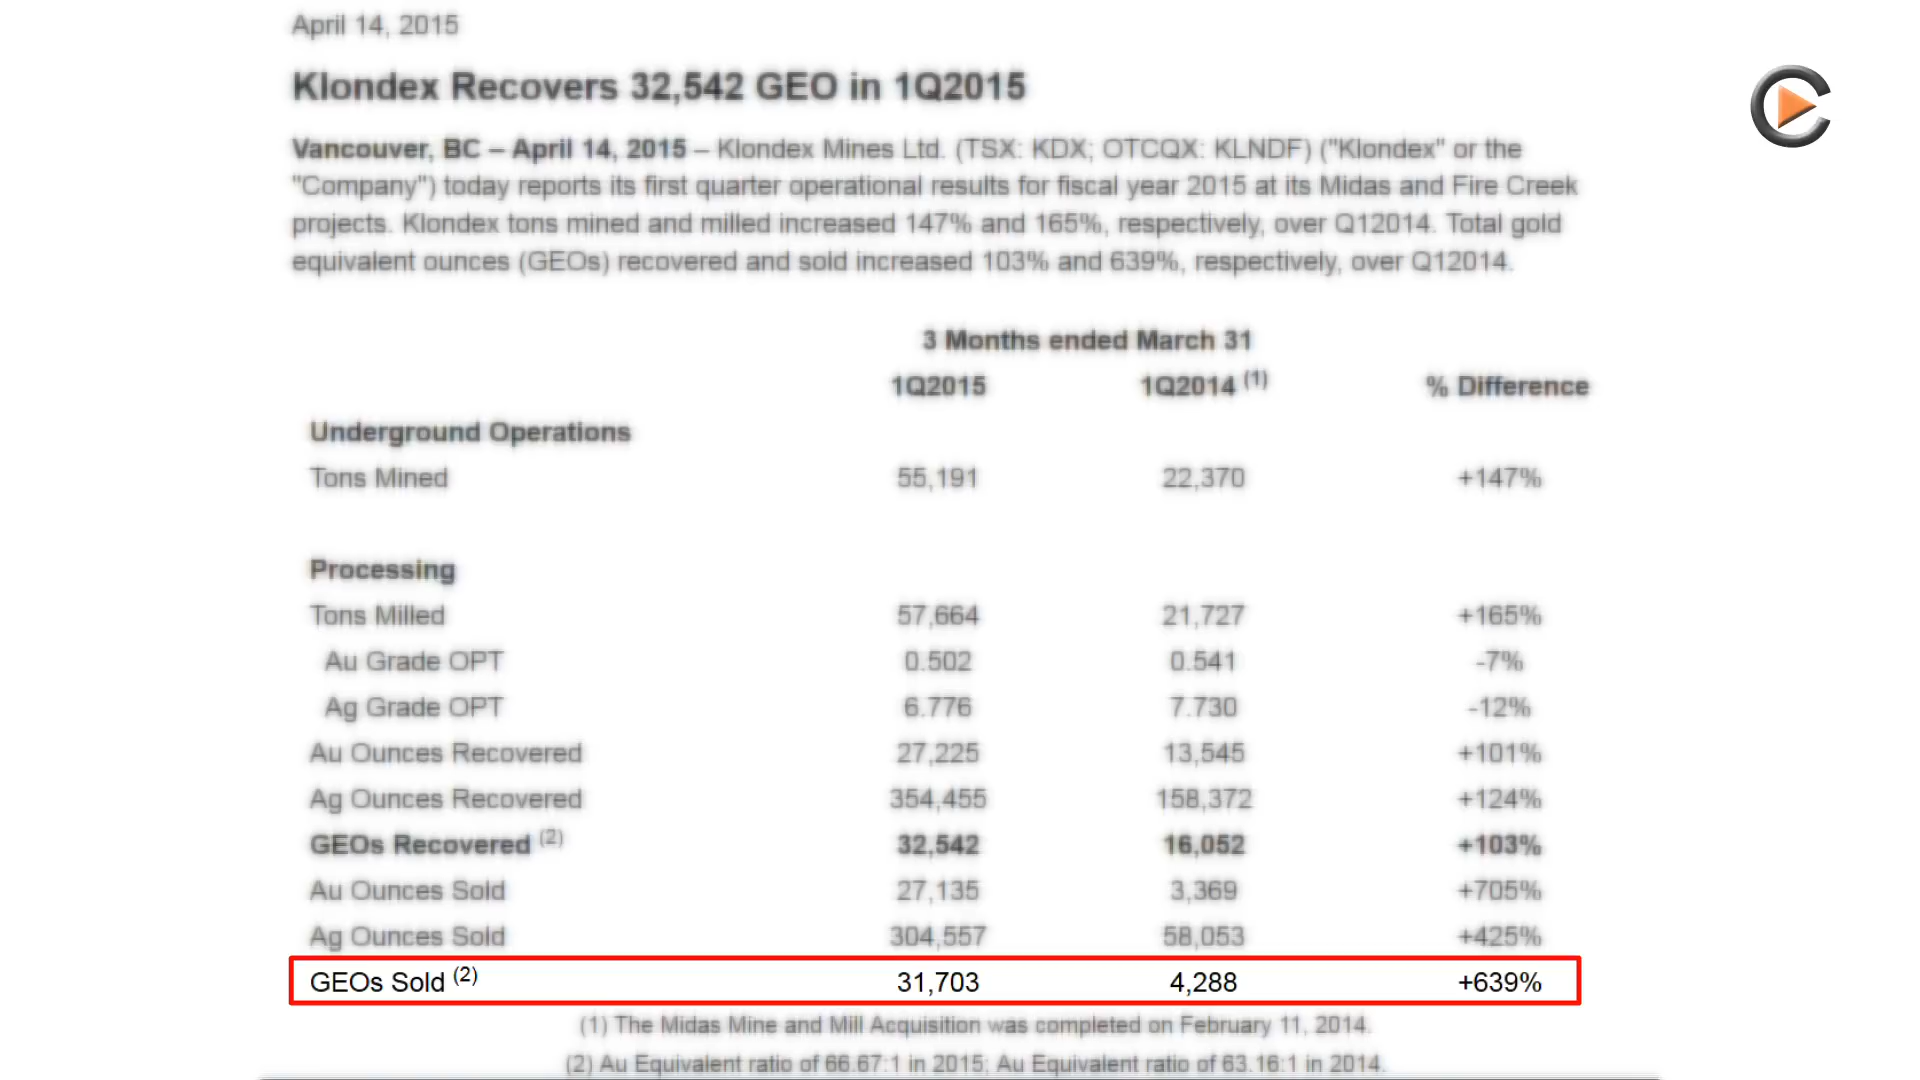 April 14, 2015
Klondex Recovers 32,542 GEO in 1Q2015
Vancouver, BC – April 14, 2015 – Klondex Mines Ltd. (TSX: KDX; OTCQX: KLNDF) ("Klondex" or the
"Company") today reports its first quarter operational results for fiscal year 2015 at its Midas and Fire Creek
projects. Klondex tons mined and milled increased 147% and 165%, respectively, over Q12014. Total gold
equivalent ounces (GEOs) recovered and sold increased 103% and 639%, respectively, over Q12014.
3 Months ended March 31
1Q2015 1Q2014 (1) % Difference
Underground Operations
Tons Mined 55,191 22,370 +147%
Processing
Tons Milled 57,664 21,727 +165%
Au Grade OPT 0.502 0.541 -7%
Ag Grade OPT 6.776 7.730 -12%
Au Ounces Recovered 27,225 13,545 +101%
Ag Ounces Recovered 354,455 158,372 +124%
GEOs Recovered (2) 32,542 16,052 +103%
Au Ounces Sold 27,135 3,369 +705%
Ag Ounces Sold 304,557 58,053 +425%
GEOs Sold (2) 31,703 4,288 +639%
(1) The Midas Mine and Mill Acquisition was completed on February 11, 2014.
(2) Au Equivalent ratio of 66.67:1 in 2015; Au Equivalent ratio of 63.16:1 in 2014.